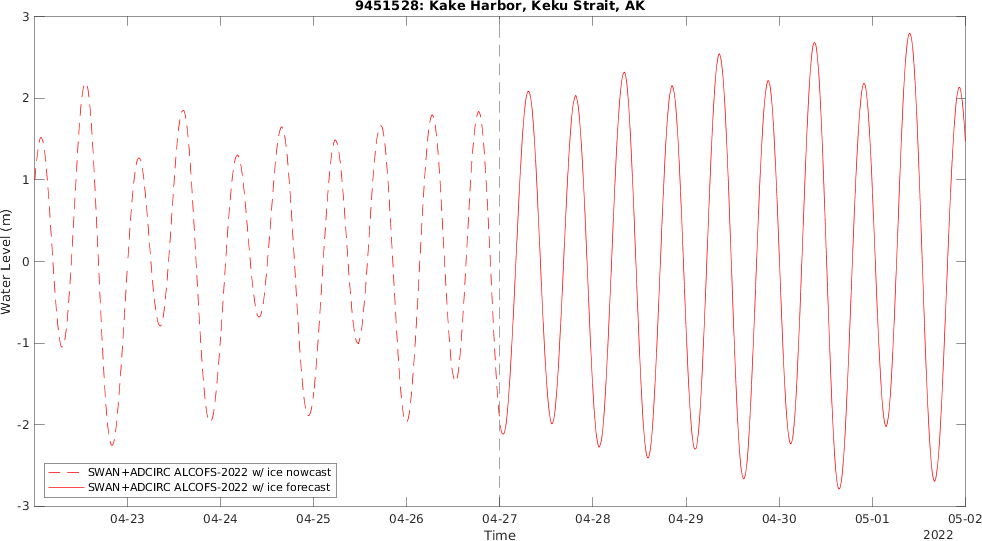 9451528: Kake Harbor, Keku Strait, AK
3
2
1
0
-1
-2
-3
Water Level (m)
SWAN+ADCIRC ALCOFS-2022 w/ ice nowcast
SWAN+ADCIRC ALCOFS-2022 w/ ice forecast
04-23 04-24 04-25 04-26 04-27 04-28 04-29 04-30 05-01 05-02
Time
2022